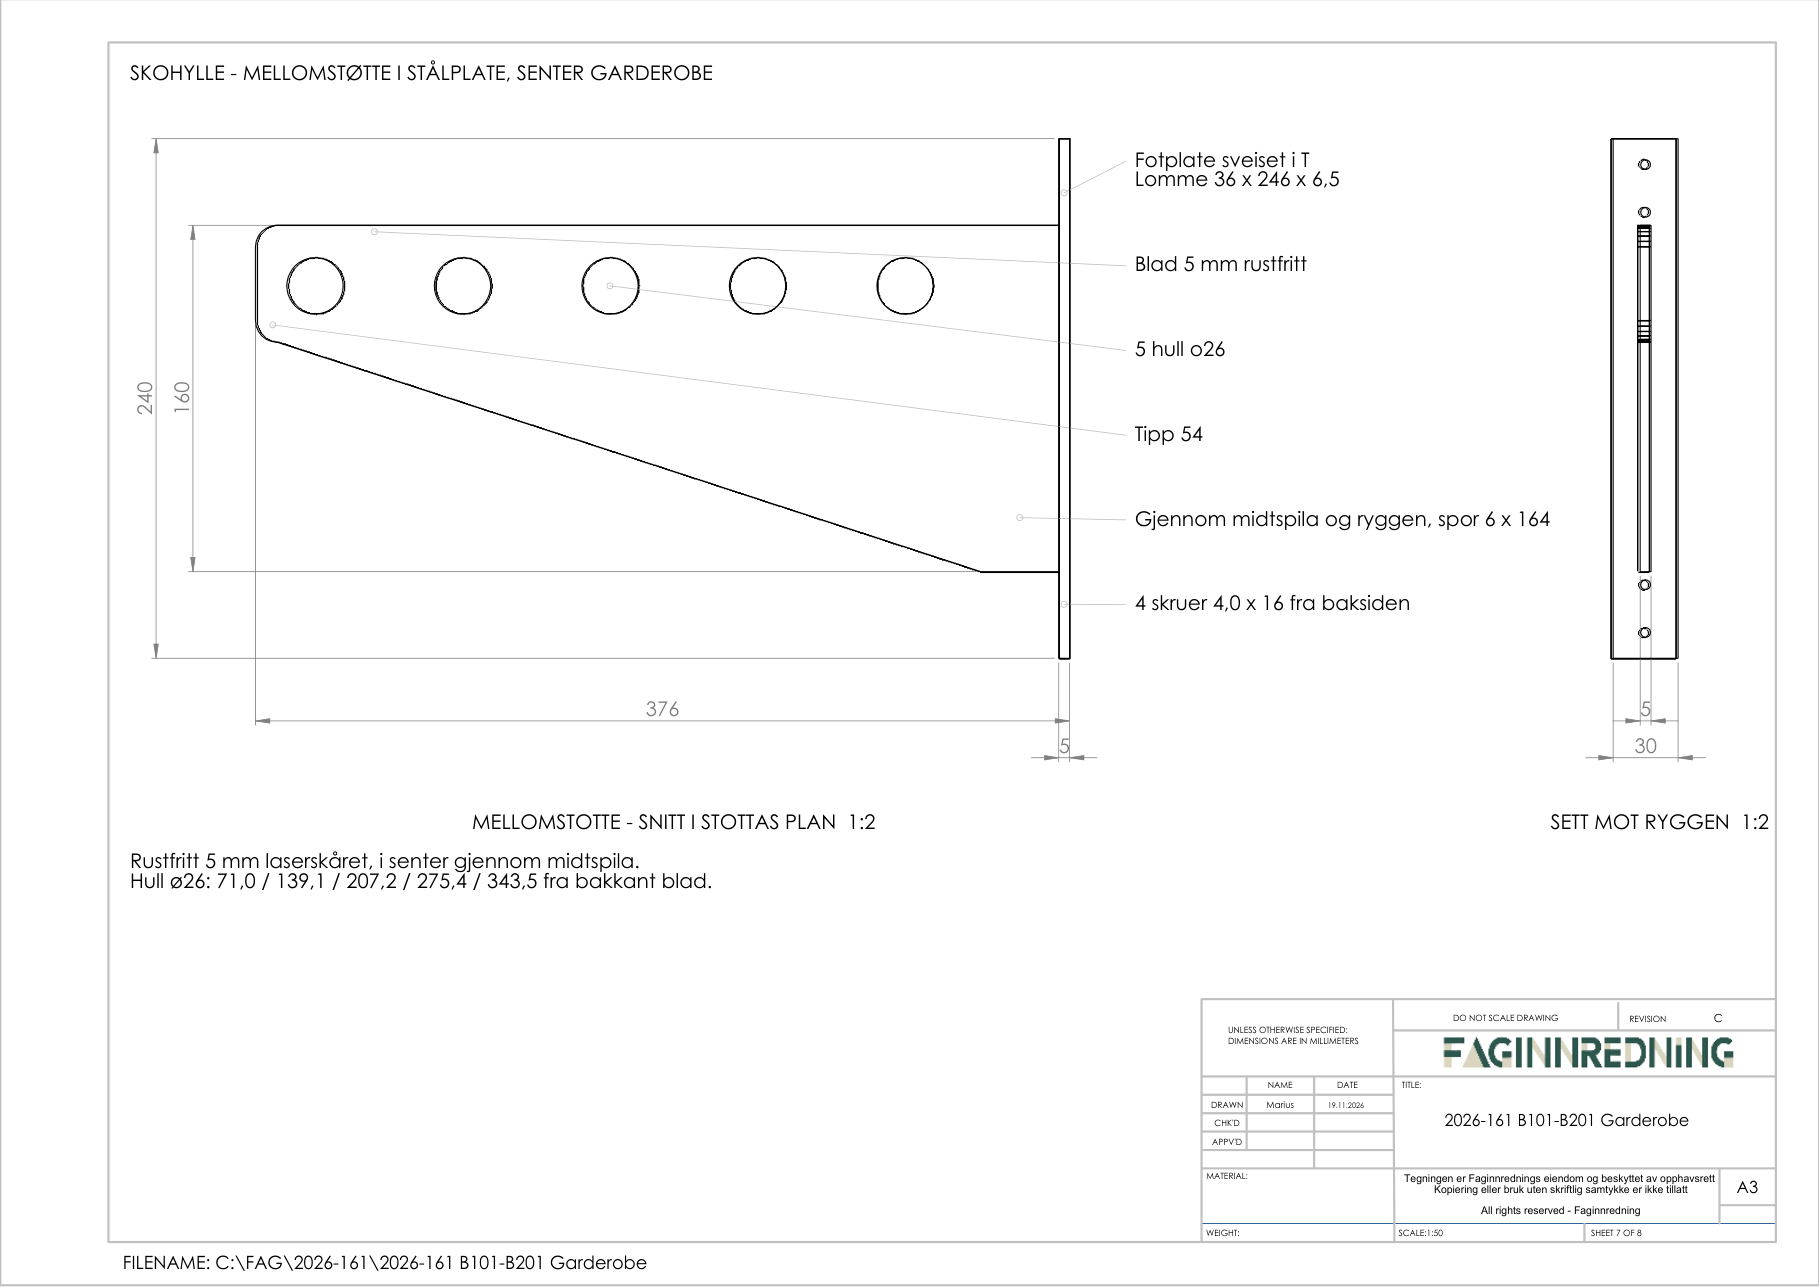 SKOHYLLE - MELLOMSTØTTE I STÅLPLATE, SENTER GARDEROBE
Fotplate sveiset i T
Lomme 36 x 246 x 6,5
Blad 5 mm rustfritt
5 hull o26
Tipp 54
Gjennom midtspila og ryggen, spor 6 x 164
4 skruer 4,0 x 16 fra baksiden
240
160
376
5
5
30
MELLOMSTOTTE - SNITT I STOTTAS PLAN 1:2
SETT MOT RYGGEN 1:2
Rustfritt 5 mm laserskåret, i senter gjennom midtspila.
Hull ø26: 71,0 / 139,1 / 207,2 / 275,4 / 343,5 fra bakkant blad.
UNLESS OTHERWISE SPECIFIED:
DIMENSIONS ARE IN MILLIMETERS
DO NOT SCALE DRAWING
REVISION C
FAGINNREDNING
NAME DATE
DRAWN Marius 19.11.2026
CHK'D
APPV'D
TITLE:
2026-161 B101-B201 Garderobe
MATERIAL:
Tegningen er Faginnrednings eiendom og beskyttet av opphavsrett
Kopiering eller bruk uten skriftlig samtykke er ikke tillatt
All rights reserved - Faginnredning
A3
WEIGHT:
SCALE:1:50
SHEET 7 OF 8
FILENAME: C:\FAG\2026-161\2026-161 B101-B201 Garderobe